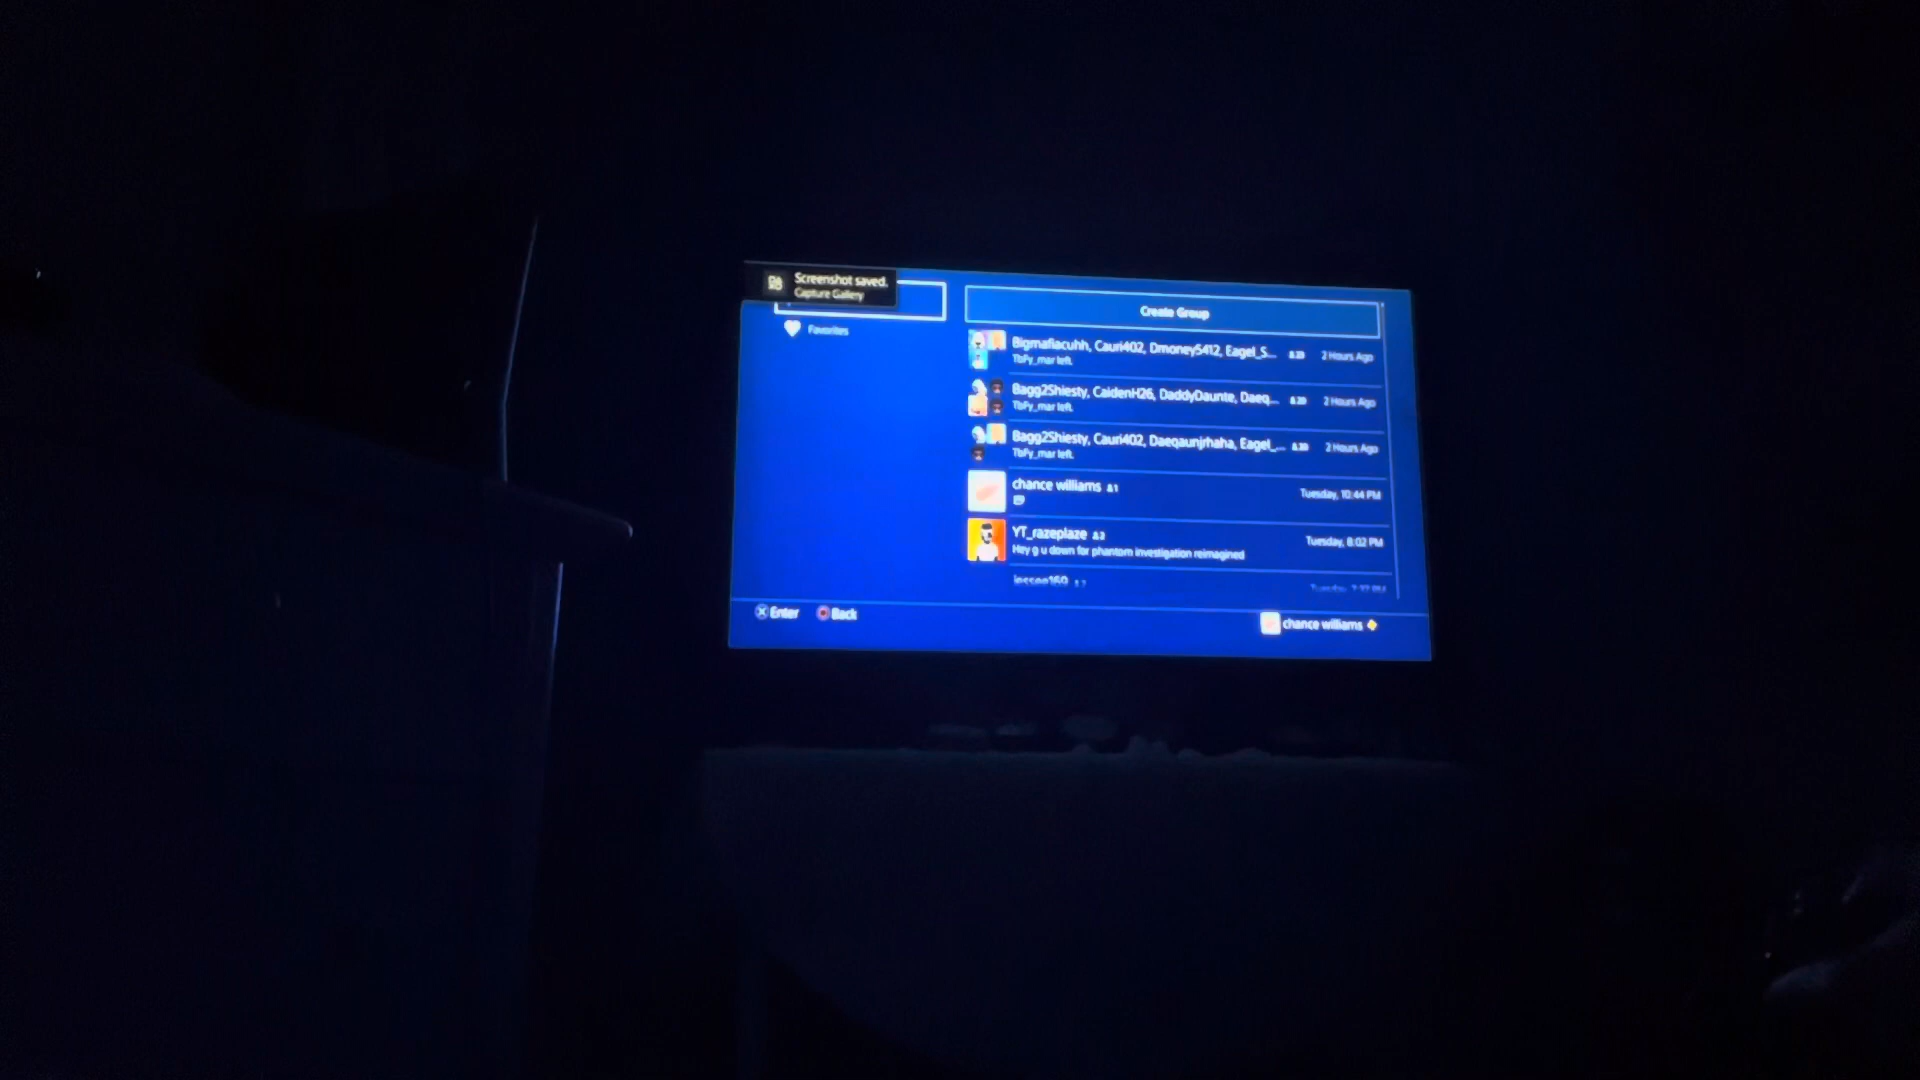 Screenshot saved.
Capture Gallery
Favorites
Create Group
Bigmafiacuhh, Cauri402, Dmoney5412, Eagel_S... 2 Hours Ago
TbFy_mar left.
Bagg2Shiesty, CaidenH26, DaddyDaunte, Daeq... 20 2 Hours Ago
TbFy_mar left.
Bagg2Shiesty, Cauri402, Daeqaunjrhaha, Eagel_... 2 Hours Ago
TbFy_mar left.
chance williams 1 Tuesday, 10:44 PM
YT_razeplaze Tuesday, 8:02 PM
Hey g u down for phantom investigation reimagined
Enter Back chance williams